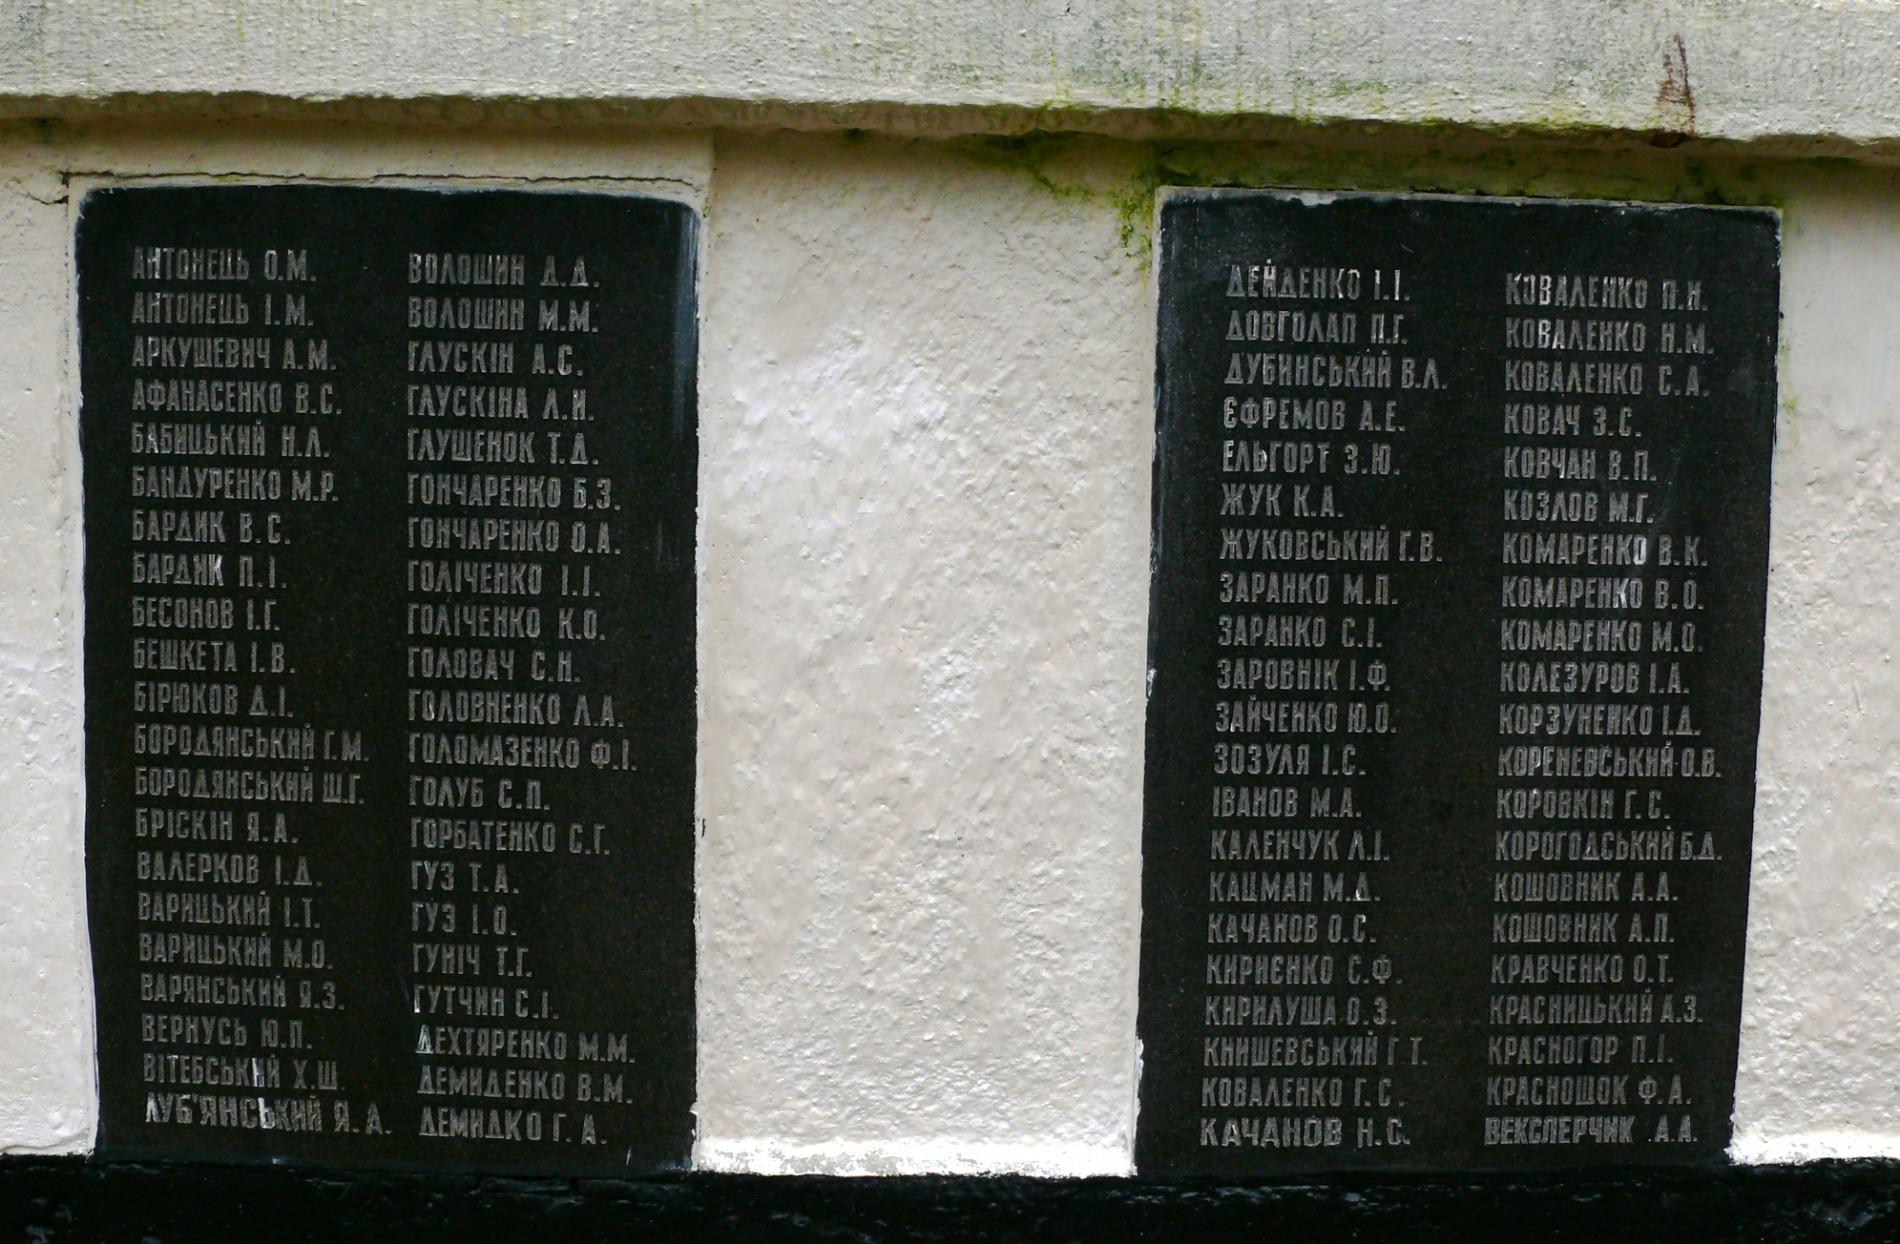 АНТОНЕЦЬ О.М.
АНТОНЕЦЬ І.М.
АРКУШЕВИЧ А.М.
АФАНАСЕНКО В.С.
БАБИЦЬКИЙ Н.Л.
БАНДУРЕНКО М.Р.
БАРДИК В.С.
БАРДИК П.І.
БЕСОНОВ І.Г.
БЕШКЕТА І.В.
БІРЮКОВ Д.І.
БОРОДЯНСЬКИЙ Г.М.
БОРОДЯНСЬКИЙ Ш.Г.
БРІСКІН Я.А.
ВАЛЕРКОВ І.Д.
ВАРИЦЬКИЙ І.Т.
ВАРИЦЬКИЙ М.О.
ВАРЯНСЬКИЙ Я.З.
ВЕРНУСЬ Ю.П.
ВІТЕБСЬКИЙ Х.Ш.
ЛУБ'ЯНСЬКИЙ Я.А.
ВОЛОШИН Д.Д.
ВОЛОШИН М.М.
ГЛУСКІН А.С.
ГЛУСКІНА Л.И.
ГЛУШЕНОК Т.Д.
ГОНЧАРЕНКО Б.З.
ГОНЧАРЕНКО О.А.
ГОЛІЧЕНКО І.І.
ГОЛІЧЕНКО К.О.
ГОЛОВАЧ С.Н.
ГОЛОВНЕНКО Л.А.
ГОЛОМАЗЕНКО Ф.І.
ГОЛУБ С.П.
ГОРБАТЕНКО С.Г.
ГУЗ Т.А.
ГУЗ І.О.
ГУНІЧ Т.Г.
ГУТЧИН С.І.
ДЕХТЯРЕНКО М.М.
ДЕМИДЕНКО В.М.
ДЕМИДКО Г.А.
ДЕЙДЕНКО І.І.
ДОВГОЛАП П.Г.
ДУБИНСЬКИЙ В.Л.
ЄФРЕМОВ А.Е.
ЕЛЬГОРТ З.Ю.
ЖУК К.А.
ЖУКОВСЬКИЙ Г.В.
ЗАРАНКО М.П.
ЗАРАНКО С.І.
ЗАРОВНІК І.Ф.
ЗАЙЧЕНКО Ю.О.
ЗОЗУЛЯ І.С.
ІВАНОВ М.А.
КАЛЕНЧУК Л.І.
КАЦМАН М.Д.
КАЧАНОВ О.С.
КИРИЄНКО С.Ф.
КИРИЛУША О.З.
КНИШЕВСЬКИЙ Г.Т.
КОВАЛЕНКО Г.С.
КАЧАНОВ Н.С.
КОВАЛЕНКО П.И.
КОВАЛЕНКО Н.М.
КОВАЛЕНКО С.А.
КОВАЧ З.С.
КОВЧАН В.П.
КОЗЛОВ М.Г.
КОМАРЕНКО В.К.
КОМАРЕНКО В.О.
КОМАРЕНКО М.О.
КОЛЕЗУРОВ І.А.
КОРЗУНЕНКО І.Д.
КОРЕНЕВСЬКИЙ О.В.
КОРОВКІН Г.С.
КОРОГОДСЬКИЙ Б.Д.
КОШОВНИК А.А.
КОШОВНИК А.П.
КРАВЧЕНКО О.Т.
КРАСНИЦЬКИЙ А.З.
КРАСНОГОР П.І.
КРАСНОШОК Ф.А.
ВЕКСЛЕРЧИК А.А.